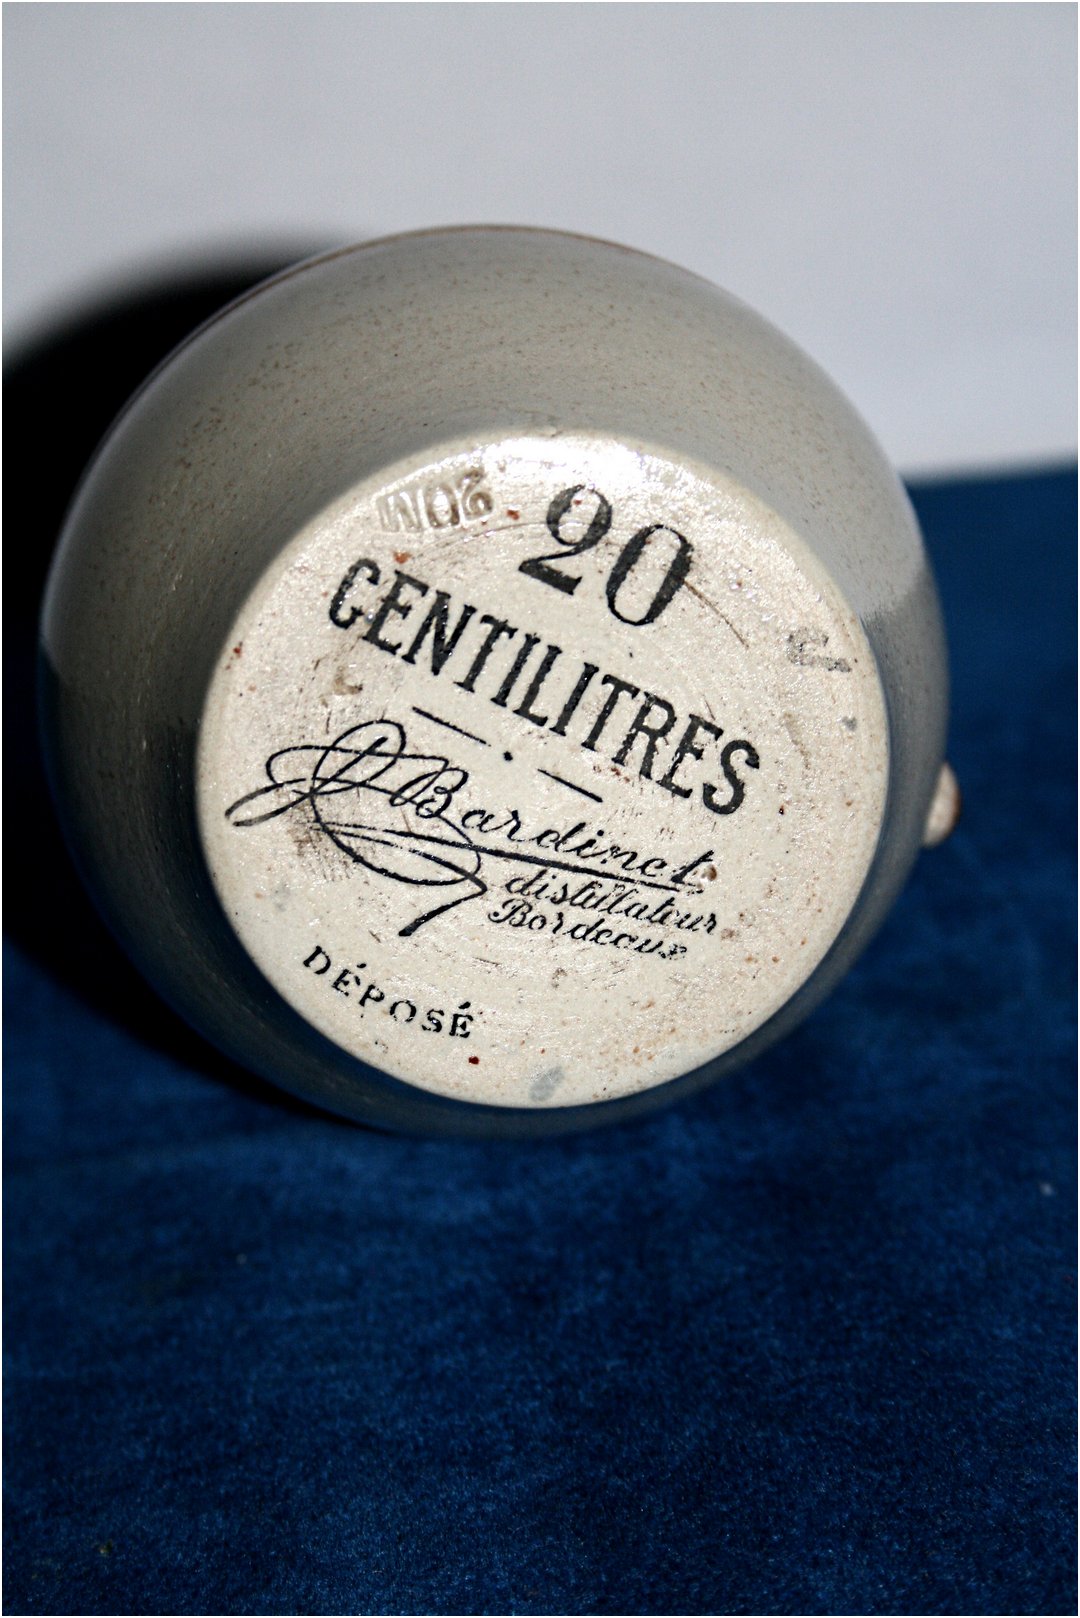 20
CENTILITRES
P Bardinet
distillateur
Bordeaux
DÉPOSÉ